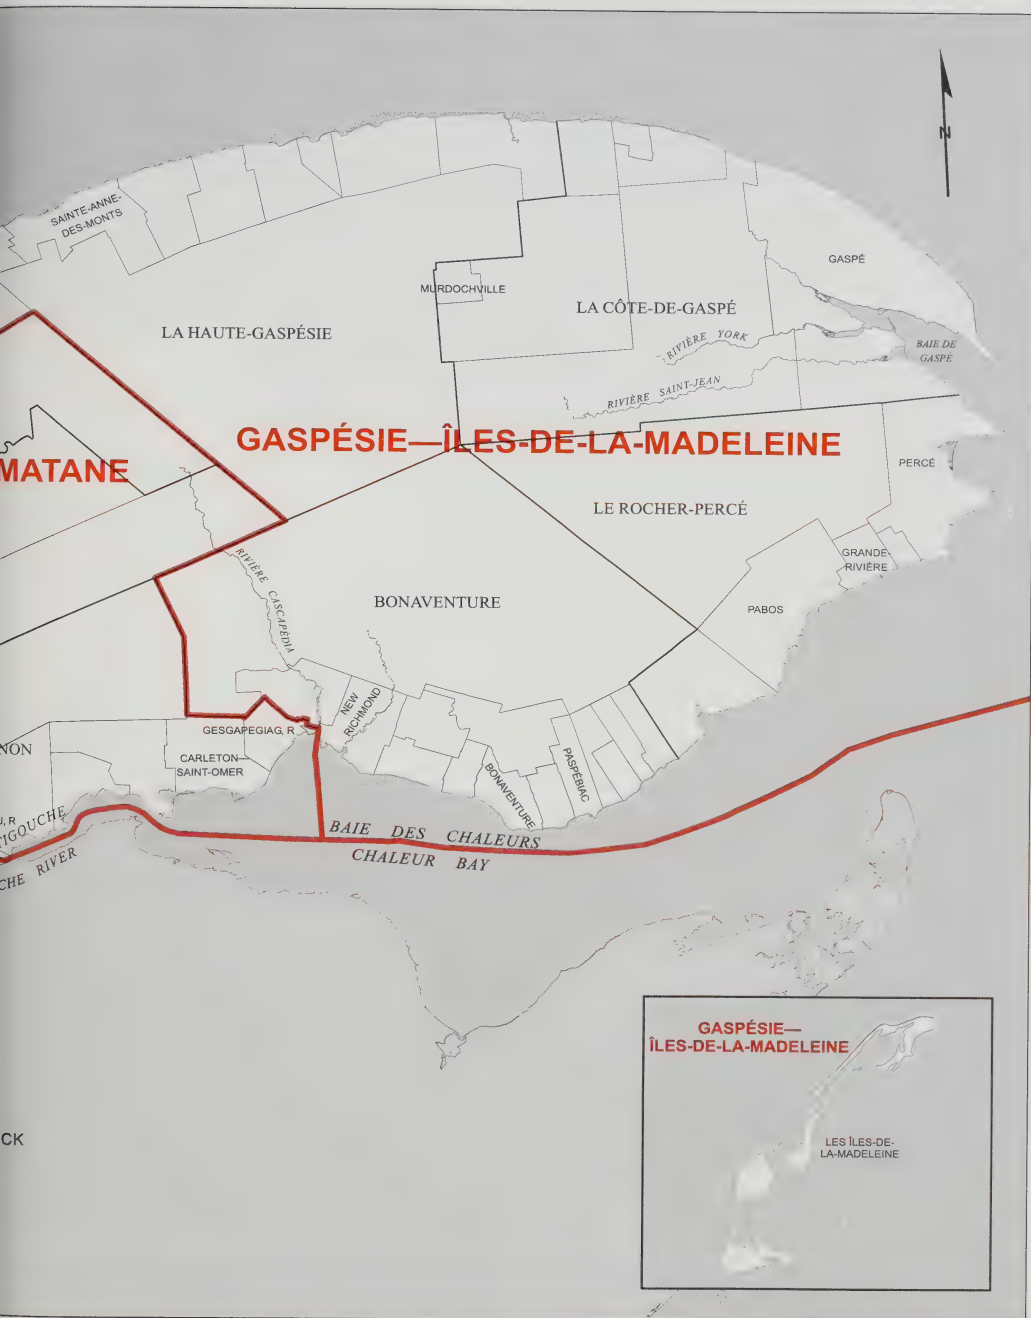 N
SAINTE-ANNE-
DES-MONTS
GASPÉ
MURDOCHVILLE
LA CÔTE-DE-GASPÉ
LA HAUTE-GASPÉSIE
RIVIÈRE YORK
BAIE DE
GASPÉ
RIVIÈRE SAINT-JEAN
GASPÉSIE—ÎLES-DE-LA-MADELEINE
MATANE
PERCÉ
LE ROCHER-PERCÉ
GRANDE-
RIVIÈRE
RIVIÈRE CASCAPÉDIA
BONAVENTURE
PABOS
NEW
RICHMOND
GESGAPEGIAG, R
NON
CARLETON—
SAINT-OMER
BONAVENTURE
PASPÉBIAC
, R
TIGOUCHE
CHE RIVER
BAIE DES CHALEURS
CHALEUR BAY
GASPÉSIE—
ÎLES-DE-LA-MADELEINE
LES ÎLES-DE-
LA-MADELEINE
CK